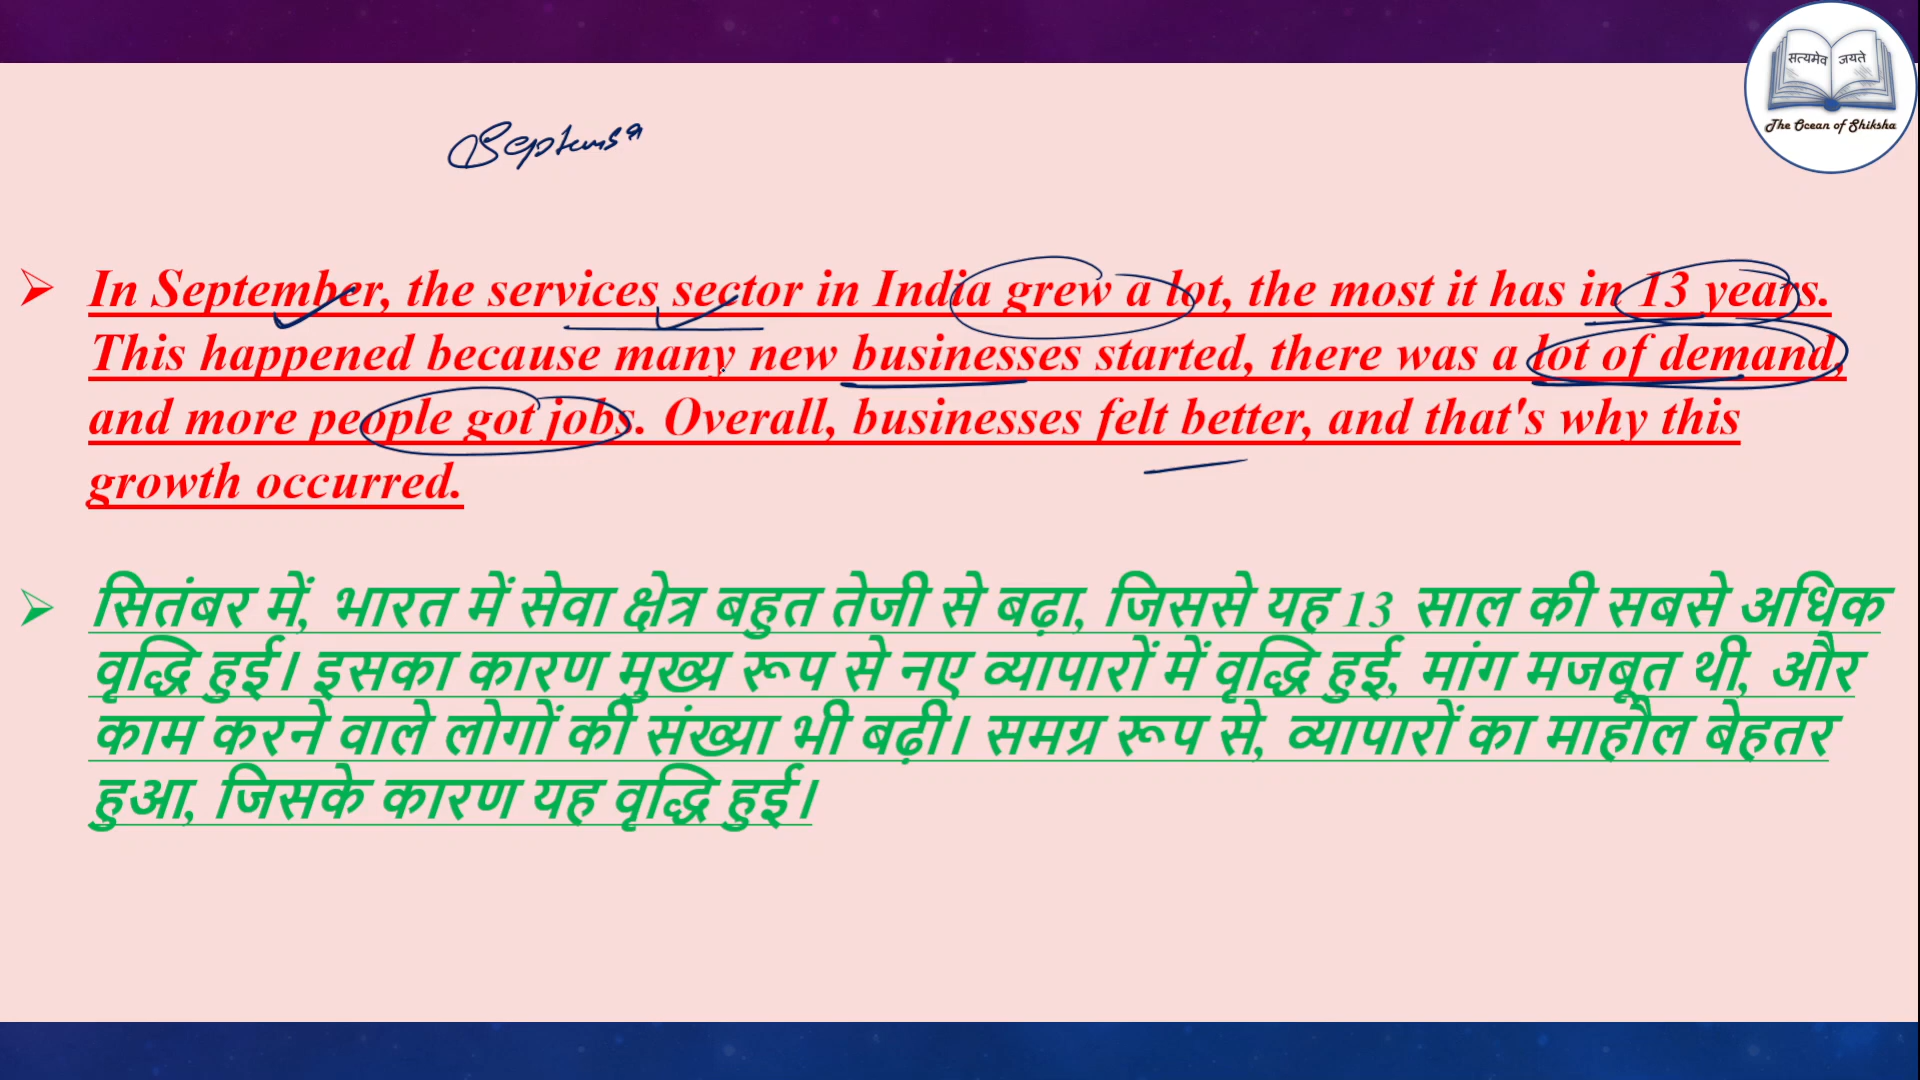 सत्यमेव जयते
The Ocean of Shiksha
In September, the services sector in India grew a lot, the most it has in 13 years.
This happened because many new businesses started, there was a lot of demand,
and more people got jobs. Overall, businesses felt better, and that's why this
growth occurred.
सितंबर में, भारत में सेवा क्षेत्र बहुत तेजी से बढ़ा, जिससे यह 13 साल की सबसे अधिक
वृद्धि हुई। इसका कारण मुख्य रूप से नए व्यापारों में वृद्धि हुई, मांग मजबूत थी, और
काम करने वाले लोगों की संख्या भी बढ़ी। समग्र रूप से, व्यापारों का माहौल बेहतर
हुआ, जिसके कारण यह वृद्धि हुई।